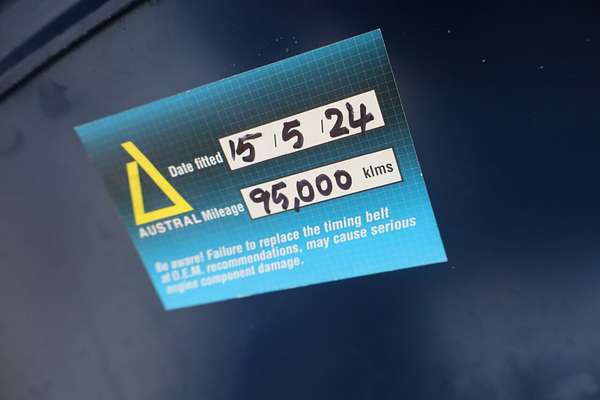 Date fitted 15/5/24
AUSTRAL Mileage 95,000 klms
Be aware! Failure to replace the timing belt
at O.E.M. recommendations, may cause serious
engine component damage.